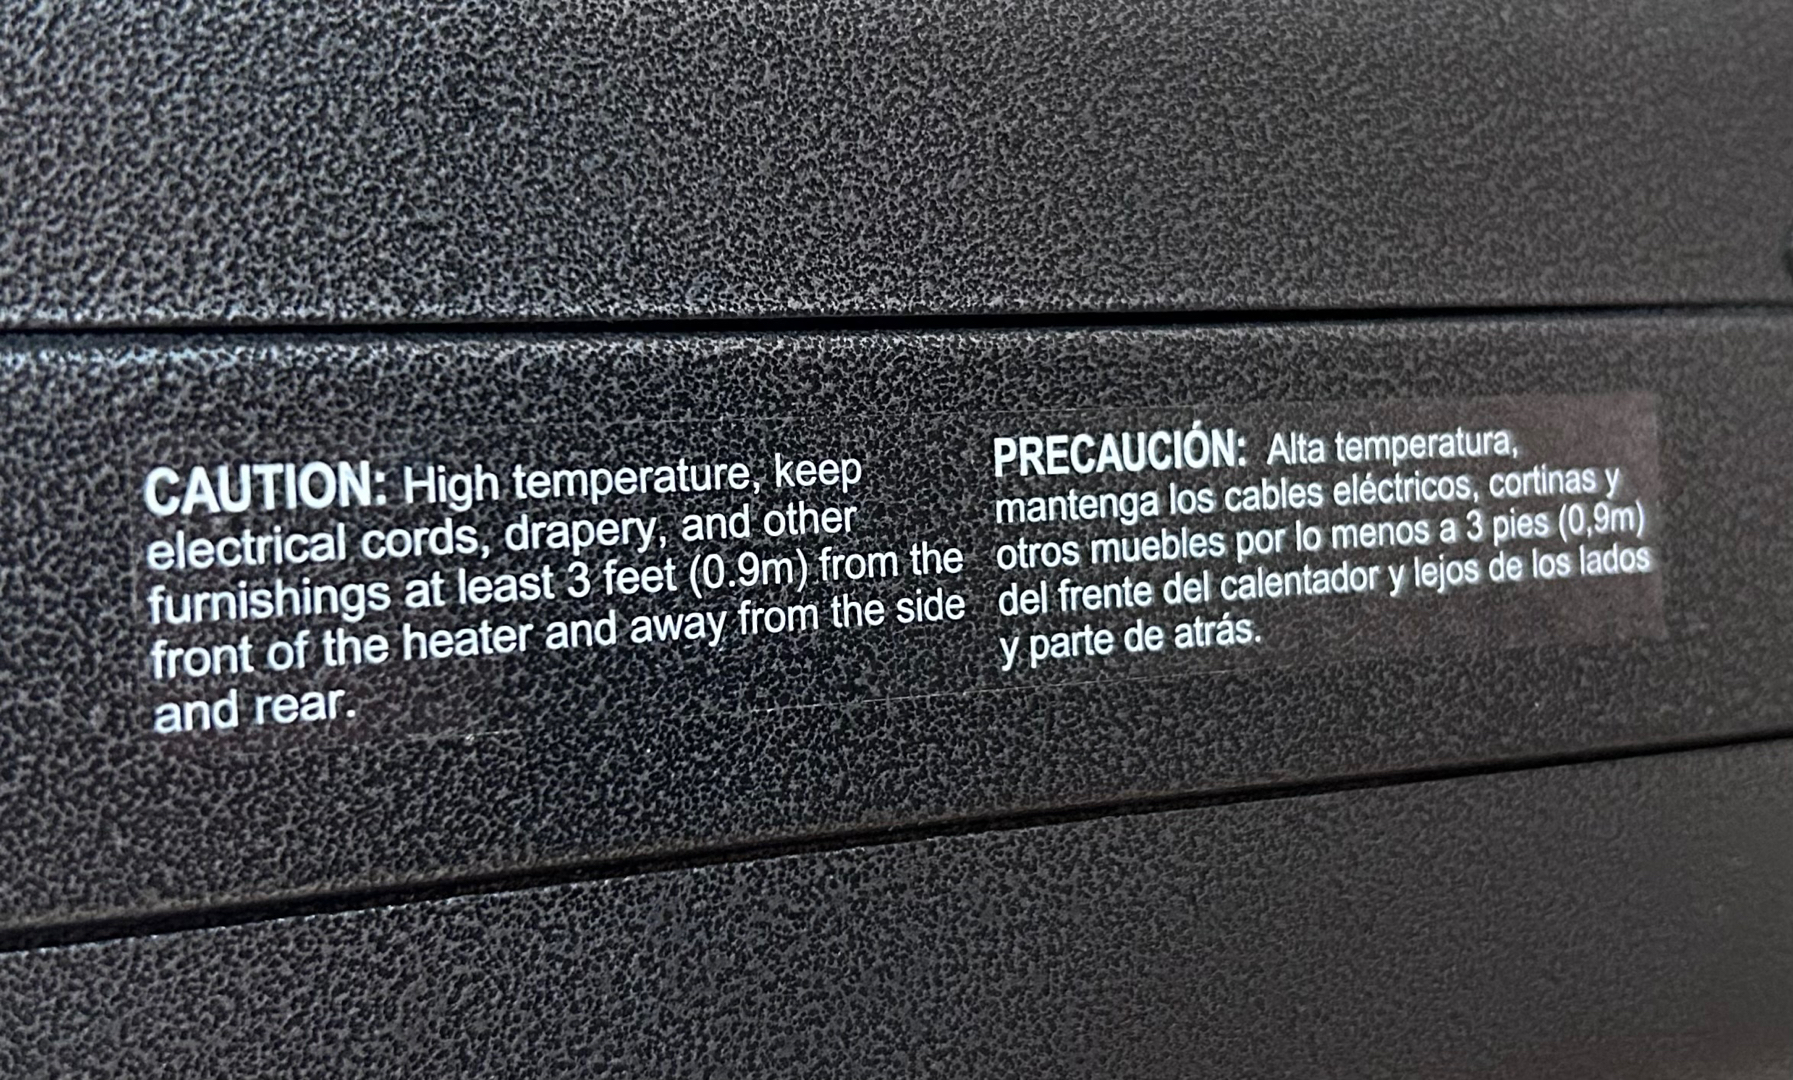 CAUTION: High temperature, keep
electrical cords, drapery, and other
furnishings at least 3 feet (0.9m) from the
front of the heater and away from the side
and rear.
PRECAUCIÓN: Alta temperatura,
mantenga los cables eléctricos, cortinas y
otros muebles por lo menos a 3 pies (0,9m)
del frente del calentador y lejos de los lados
y parte de atrás.